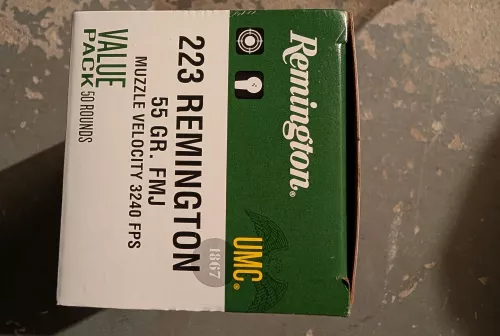 Remington®
UMC®
1867
223 REMINGTON
55 GR. FMJ
MUZZLE VELOCITY 3240 FPS
VALUE
PACK 50 ROUNDS